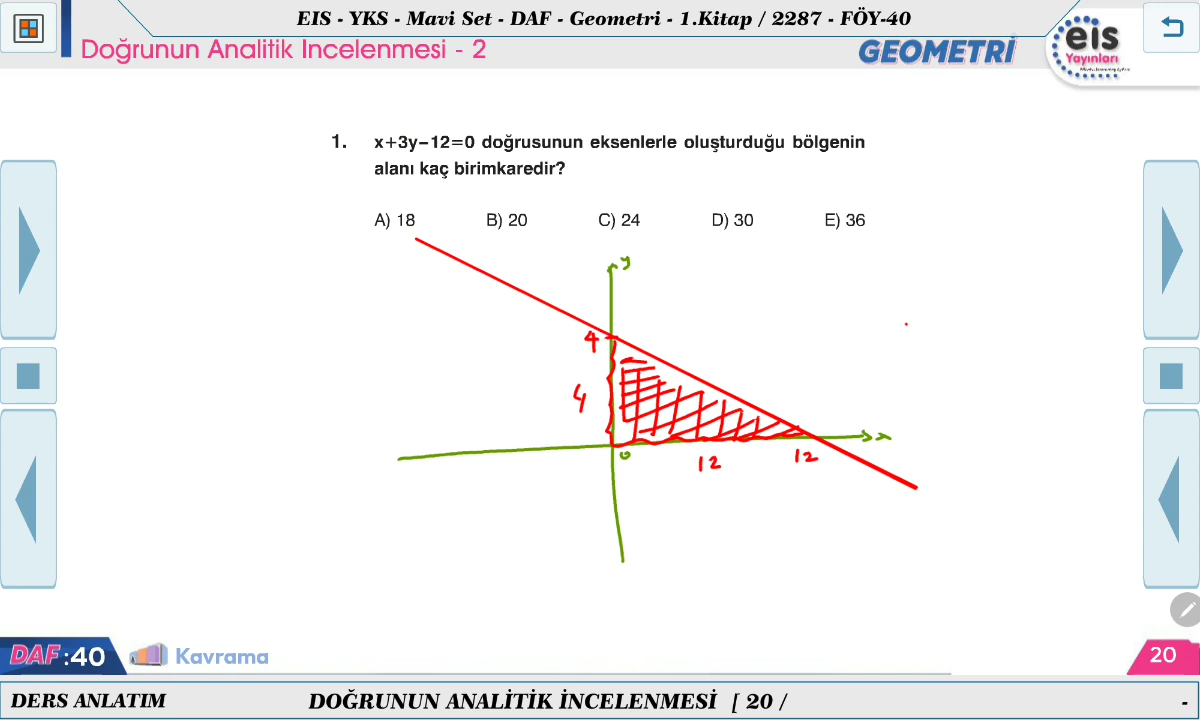 EIS - YKS - Mavi Set - DAF - Geometri - 1.Kitap / 2287 - FÖY-40
Doğrunun Analitik İncelenmesi - 2
GEOMETRİ
eis
Yayınları
1. x+3y−12=0 doğrusunun eksenlerle oluşturduğu bölgenin
alanı kaç birimkaredir?
A) 18 B) 20 C) 24 D) 30 E) 36
y
4
4
x
0
12
12
DAF :40
Kavrama
20
DERS ANLATIM
DOĞRUNUN ANALİTİK İNCELENMESİ [ 20 /
-